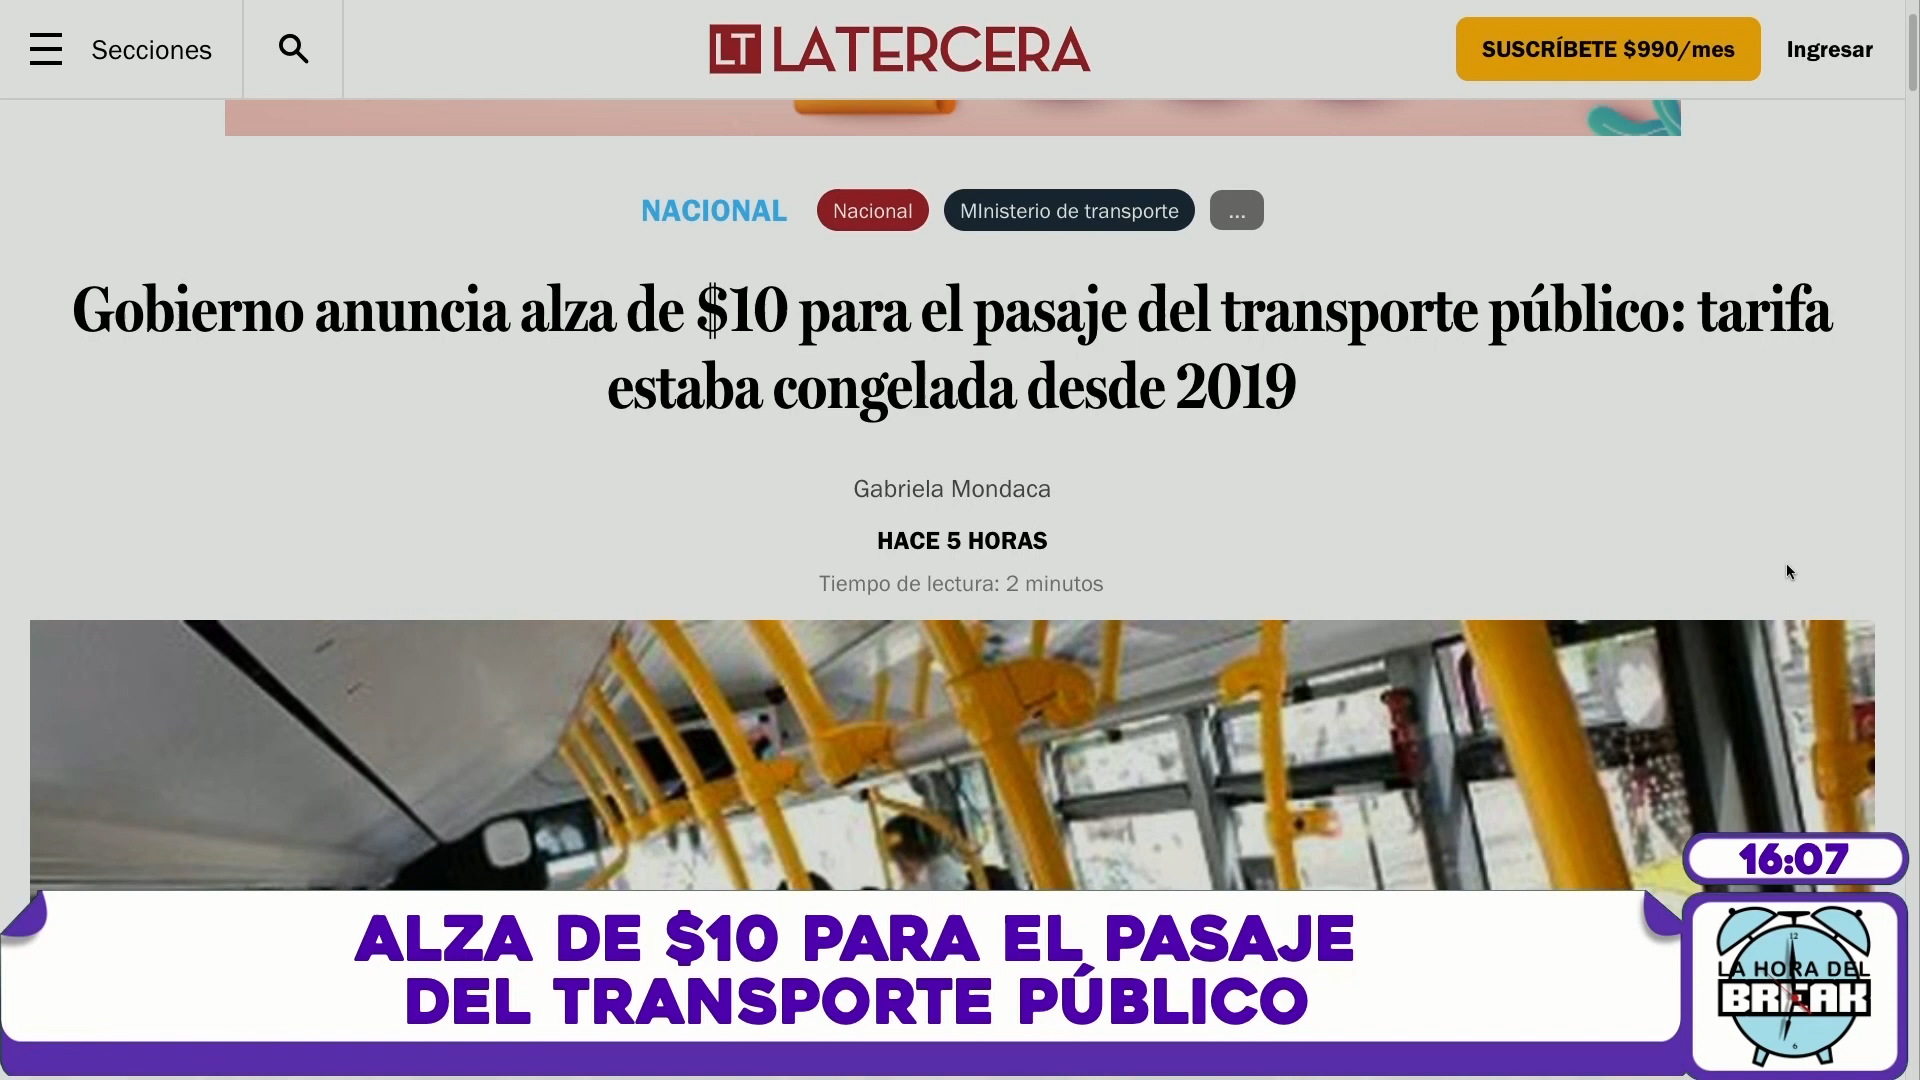 Secciones
LT LATERCERA
SUSCRÍBETE $990/mes
Ingresar
NACIONAL
Nacional
MInisterio de transporte
...
Gobierno anuncia alza de $10 para el pasaje del transporte público: tarifa
estaba congelada desde 2019
Gabriela Mondaca
HACE 5 HORAS
Tiempo de lectura: 2 minutos
16:07
ALZA DE $10 PARA EL PASAJE
DEL TRANSPORTE PÚBLICO
12
LA HORA DEL
BREAK
6